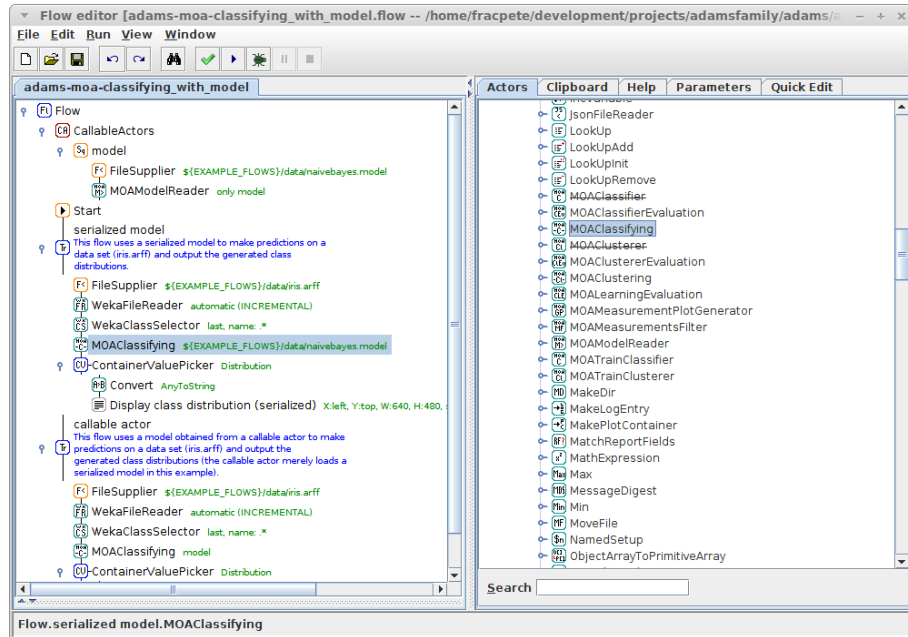 Flow editor [adams-moa-classifying_with_model.flow -- /home/fracpete/development/projects/adamsfamily/adams/
File Edit Run View Window
adams-moa-classifying_with_model
Flow
CallableActors
model
FileSupplier ${EXAMPLE_FLOWS}/data/naivebayes.model
MOAModelReader only model
Start
serialized model
This flow uses a serialized model to make predictions on a
data set (iris.arff) and output the generated class
distributions.
FileSupplier ${EXAMPLE_FLOWS}/data/iris.arff
WekaFileReader automatic (INCREMENTAL)
WekaClassSelector last, name: .*
MOAClassifying ${EXAMPLE_FLOWS}/data/naivebayes.model
ContainerValuePicker Distribution
Convert AnyToString
Display class distribution (serialized) X:left, Y:top, W:640, H:480,
callable actor
This flow uses a model obtained from a callable actor to make
predictions on a data set (iris.arff) and output the
generated class distributions (the callable actor merely loads a
serialized model in this example).
FileSupplier ${EXAMPLE_FLOWS}/data/iris.arff
WekaFileReader automatic (INCREMENTAL)
WekaClassSelector last, name: .*
MOAClassifying model
ContainerValuePicker Distribution
Actors Clipboard Help Parameters Quick Edit
JsonFileReader
LookUp
LookUpAdd
LookUpInit
LookUpRemove
MOAClassifier
MOAClassifierEvaluation
MOAClassifying
MOAClusterer
MOAClustererEvaluation
MOAClustering
MOALearningEvaluation
MOAMeasurementPlotGenerator
MOAMeasurementsFilter
MOAModelReader
MOATrainClassifier
MOATrainClusterer
MakeDir
MakeLogEntry
MakePlotContainer
MatchReportFields
MathExpression
Max
MessageDigest
Min
MoveFile
NamedSetup
ObjectArrayToPrimitiveArray
Search
Flow.serialized model.MOAClassifying